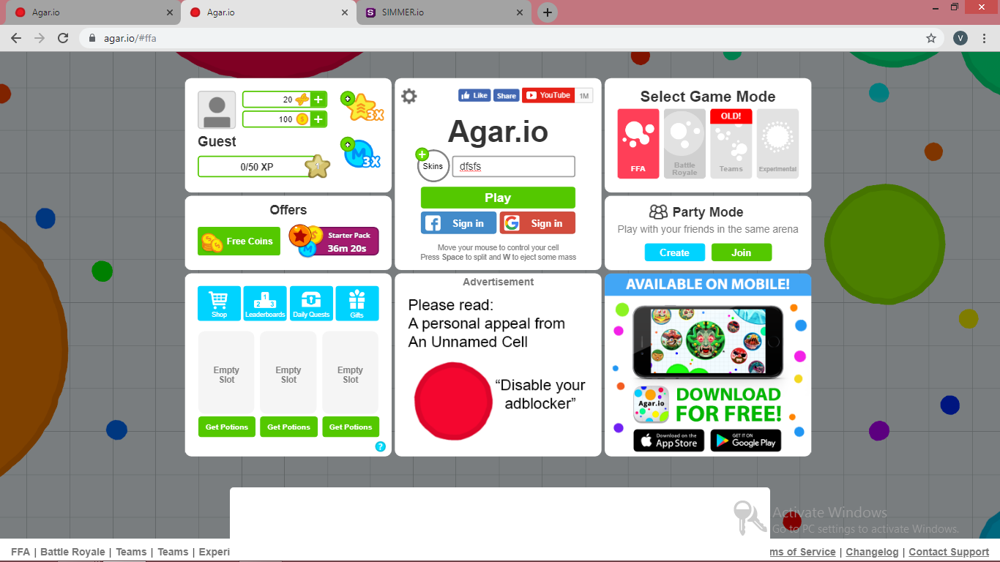 Agar.io
Agar.io
SIMMER.io
agar.io/#ffa
V
20
100
3X
Guest
0/50 XP
1
M
3X
Like
Share
YouTube
1M
Agar.io
Skins
dfsfs
Play
Sign in
Sign in
Move your mouse to control your cell
Press Space to split and W to eject some mass
Select Game Mode
FFA
Battle
Royale
OLD!
Teams
Experimental
Offers
Free Coins
Starter Pack
36m 20s
M
Party Mode
Play with your friends in the same arena
Create
Join
Shop
Leaderboards
Daily Quests
Gifts
Empty
Slot
Empty
Slot
Empty
Slot
Get Potions
Get Potions
Get Potions
?
Advertisement
Please read:
A personal appeal from
An Unnamed Cell
“Disable your
adblocker”
AVAILABLE ON MOBILE!
Agar.io
DOWNLOAD
FOR FREE!
Download on the
App Store
GET IT ON
Google Play
Activate Windows
Go to PC settings to activate Windows.
FFA | Battle Royale | Teams | Teams | Experi
ms of Service | Changelog | Contact Support